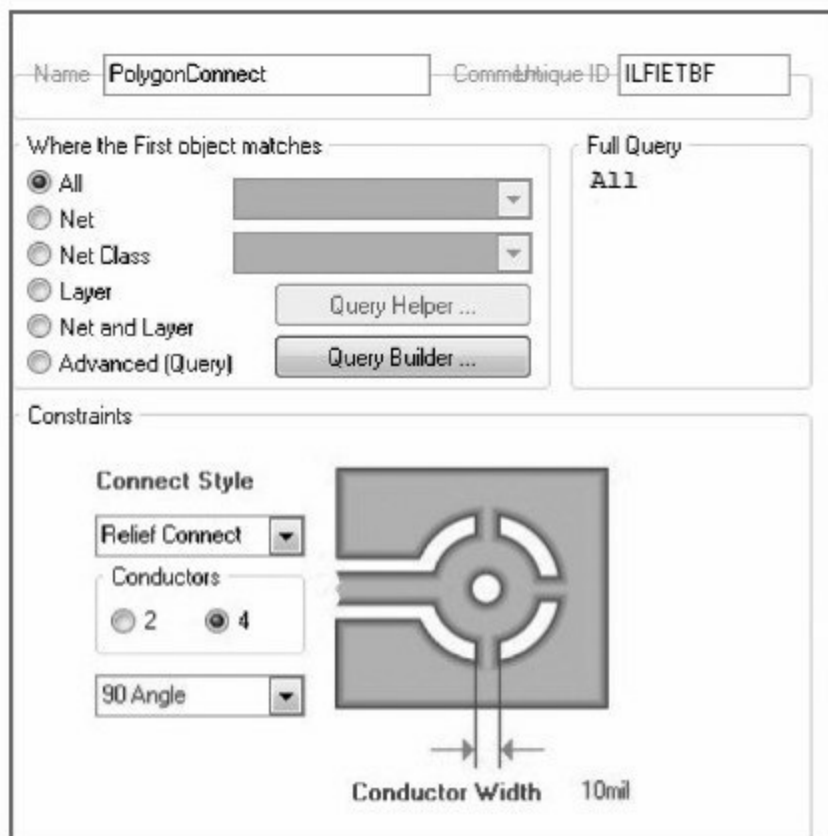 Name PolygonConnect Comment Unique ID ILFIETBF
Where the First object matches
All
Net
Net Class
Layer
Net and Layer
Advanced (Query)
Query Helper ...
Query Builder ...
Full Query
All
Constraints
Connect Style
Relief Connect
Conductors
2 4
90 Angle
Conductor Width 10mil